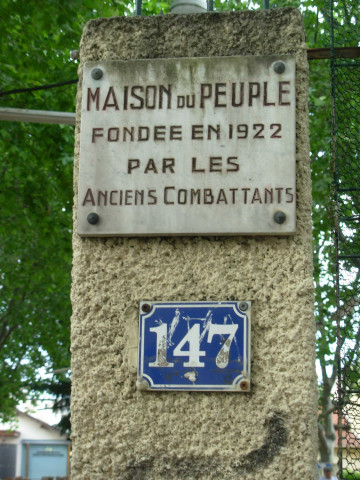 MAISON DU PEUPLE
FONDEE EN 1922
PAR LES
ANCIENS COMBATTANTS
147